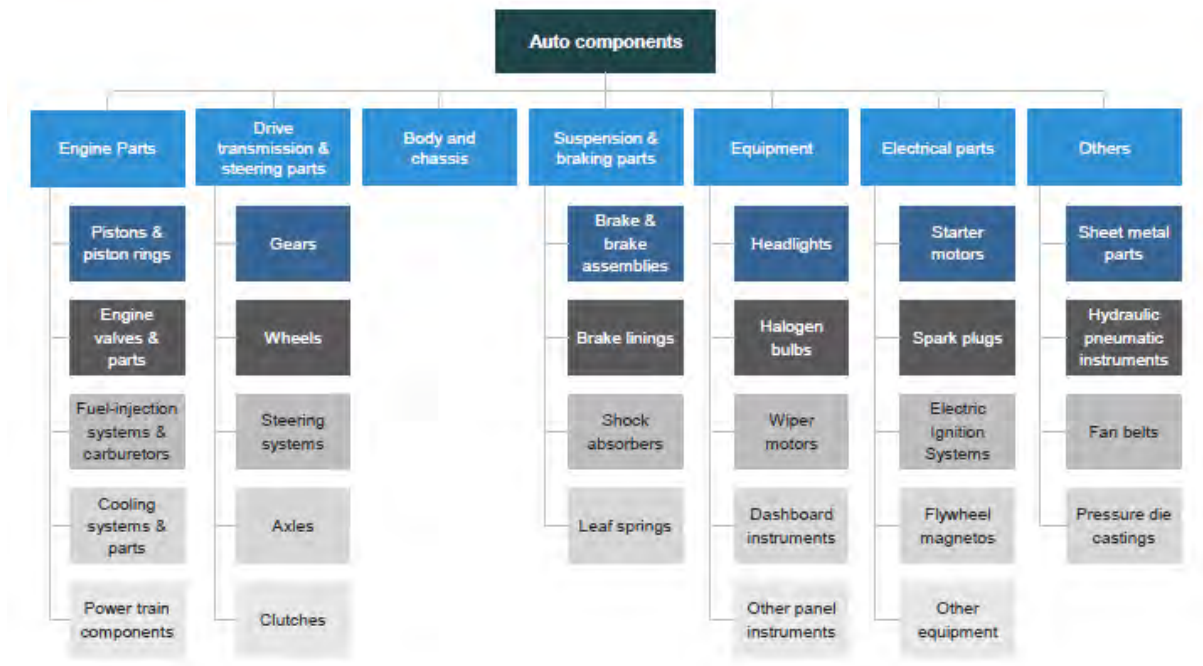 Auto components
Engine Parts
Drive
transmission &
steering parts
Body and
chassis
Suspension &
braking parts
Equipment
Electrical parts
Others
Pistons &
piston rings
Gears
Brake &
brake
assemblies
Headlights
Starter
motors
Sheet metal
parts
Engine
valves &
parts
Wheels
Brake linings
Halogen
bulbs
Spark plugs
Hydraulic
pneumatic
instruments
Fuel-injection
systems &
carburetors
Steering
systems
Shock
absorbers
Wiper
motors
Electric
Ignition
Systems
Fan belts
Cooling
systems &
parts
Axles
Leaf springs
Dashboard
instruments
Flywheel
magnetos
Pressure die
castings
Power train
components
Clutches
Other panel
instruments
Other
equipment